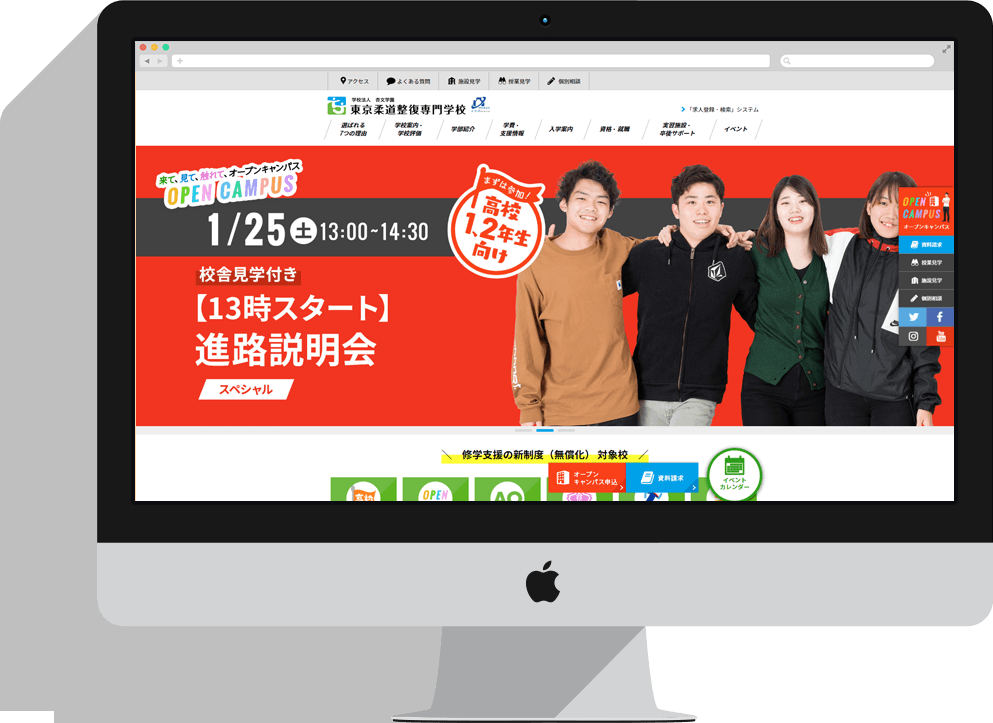 アクセス
よくある質問
施設見学
授業見学
個別相談
学校法人 杏文学園
東京柔道整復専門学校
「求人登録・検索」システム
選ばれる
7つの理由
学校案内・
学校評価
学部紹介
学費・
支援情報
入学案内
資格・就職
実習施設・
卒後サポート
イベント
来て、見て、触れて、オープンキャンパス
OPEN CAMPUS
1/25 土 13:00~14:30
まずは参加!
高校
1,2年生
向け
校舎見学付き
【13時スタート】
進路説明会
スペシャル
OPEN
CAMPUS
オープンキャンパス
資料請求
授業見学
施設見学
個別相談
修学支援の新制度（無償化） 対象校
オープン
キャンパス申込
資料請求
イベント
カレンダー
高校
OPEN
AO